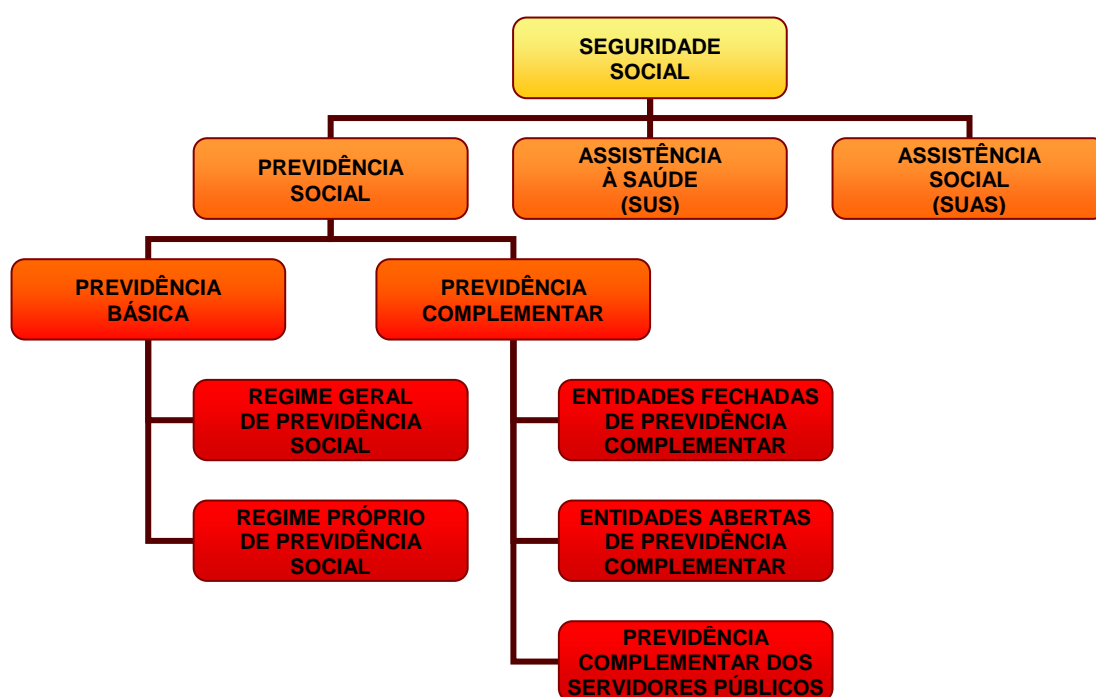 SEGURIDADE
SOCIAL
PREVIDÊNCIA
SOCIAL
ASSISTÊNCIA
À SAÚDE
(SUS)
ASSISTÊNCIA
SOCIAL
(SUAS)
PREVIDÊNCIA
BÁSICA
PREVIDÊNCIA
COMPLEMENTAR
REGIME GERAL
DE PREVIDÊNCIA
SOCIAL
ENTIDADES FECHADAS
DE PREVIDÊNCIA
COMPLEMENTAR
REGIME PRÓPRIO
DE PREVIDÊNCIA
SOCIAL
ENTIDADES ABERTAS
DE PREVIDÊNCIA
COMPLEMENTAR
PREVIDÊNCIA
COMPLEMENTAR DOS
SERVIDORES PÚBLICOS